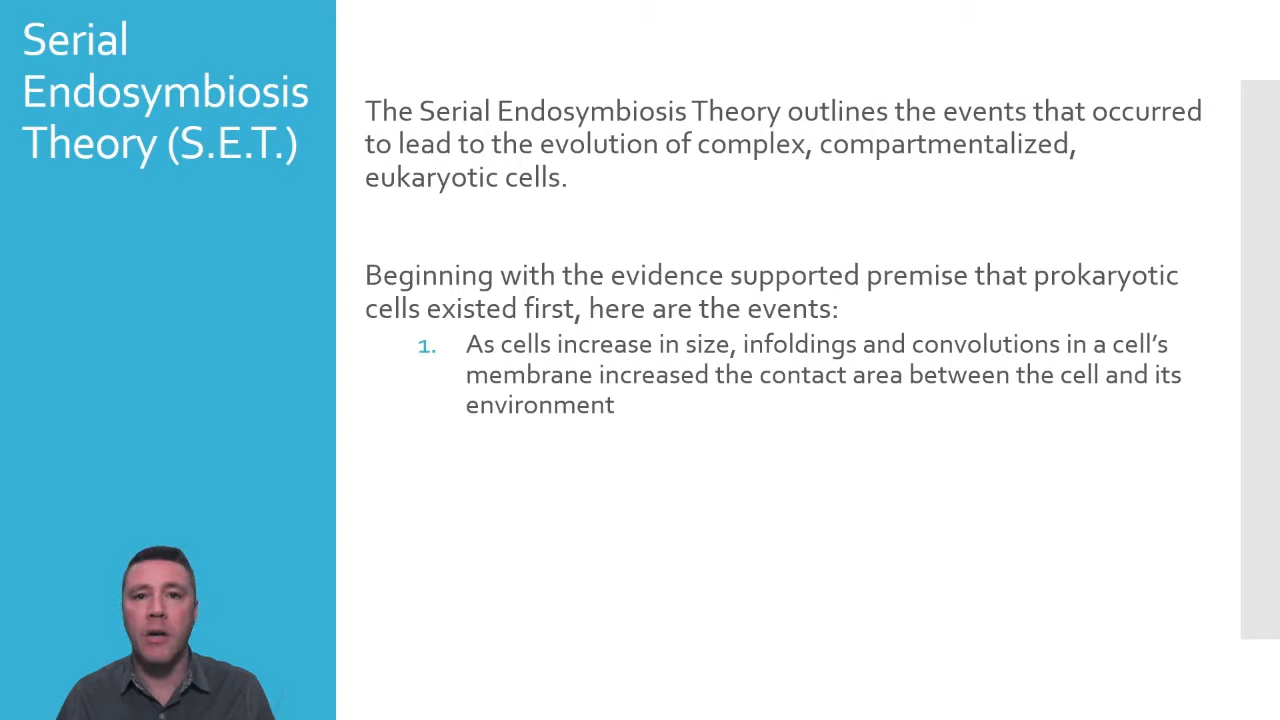 Serial
Endosymbiosis
Theory (S.E.T.)
The Serial Endosymbiosis Theory outlines the events that occurred
to lead to the evolution of complex, compartmentalized,
eukaryotic cells.
Beginning with the evidence supported premise that prokaryotic
cells existed first, here are the events:
1. As cells increase in size, infoldings and convolutions in a cell's
membrane increased the contact area between the cell and its
environment